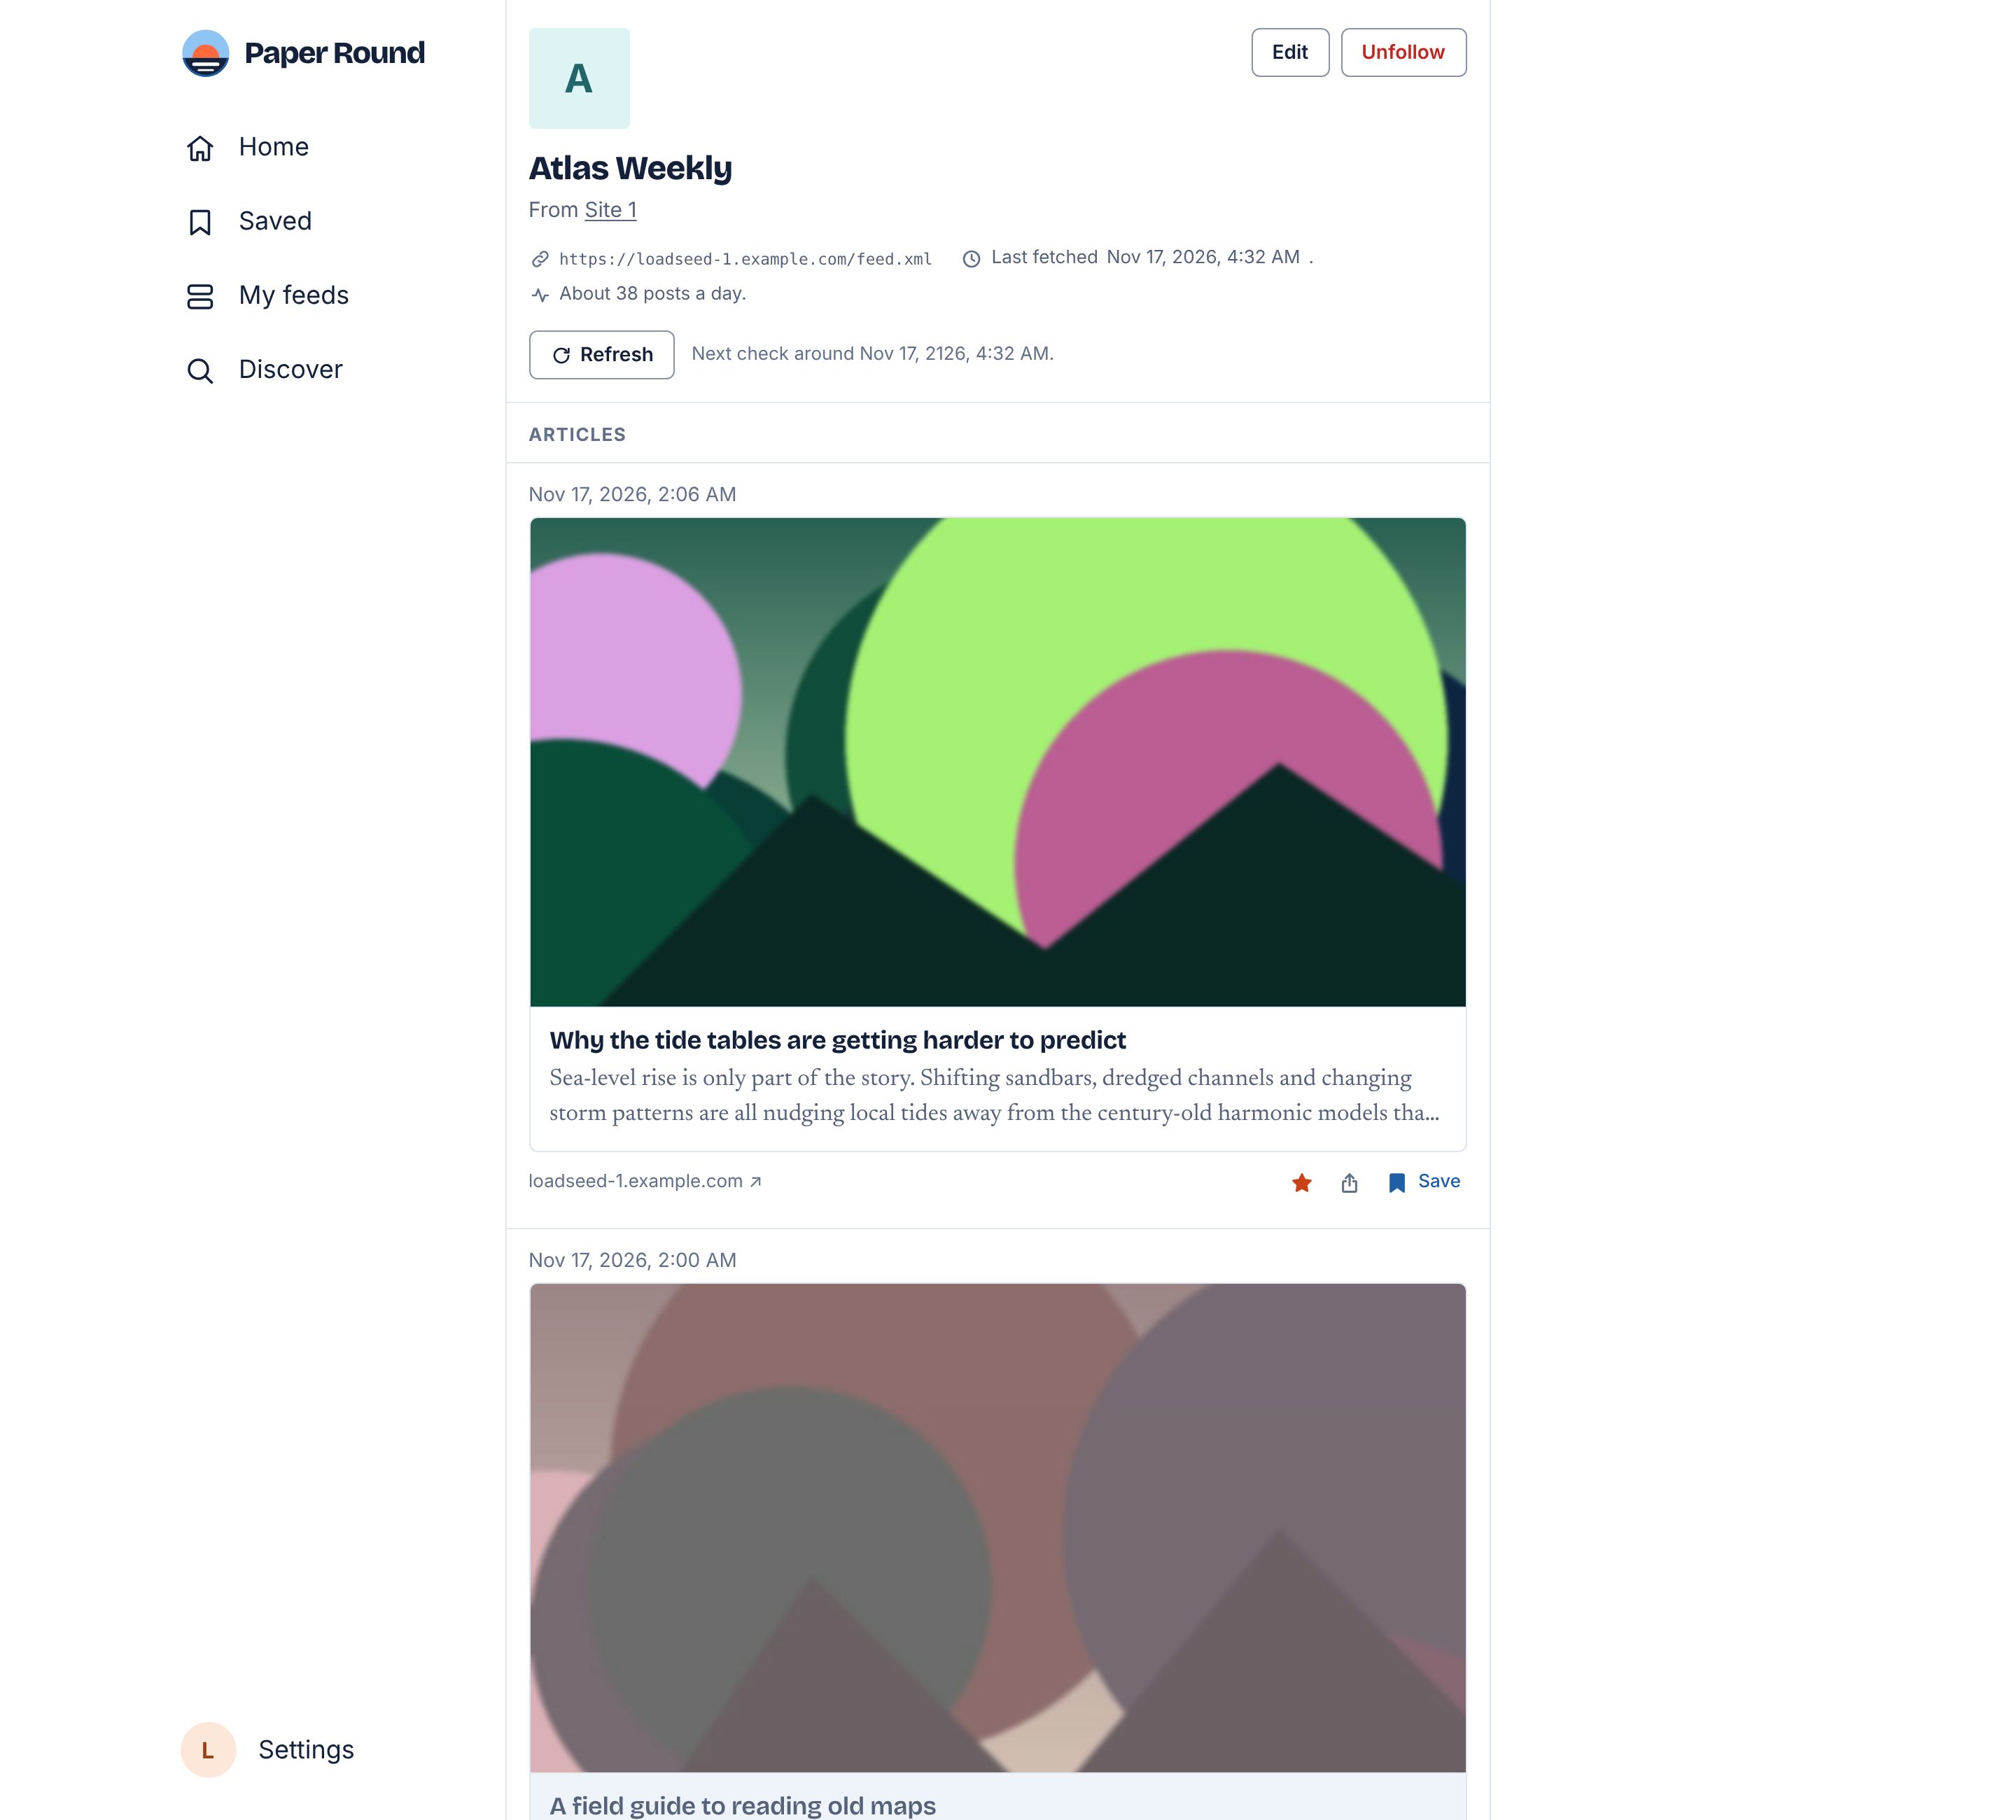 Paper Round
Home
Saved
My feeds
Discover
L
Settings
A
Edit
Unfollow
Atlas Weekly
From Site 1
https://loadseed-1.example.com/feed.xml
Last fetched Nov 17, 2026, 4:32 AM .
About 38 posts a day.
Refresh
Next check around Nov 17, 2126, 4:32 AM.
ARTICLES
Nov 17, 2026, 2:06 AM
Why the tide tables are getting harder to predict
Sea-level rise is only part of the story. Shifting sandbars, dredged channels and changing
storm patterns are all nudging local tides away from the century-old harmonic models tha...
loadseed-1.example.com ↗
Save
Nov 17, 2026, 2:00 AM
A field guide to reading old maps